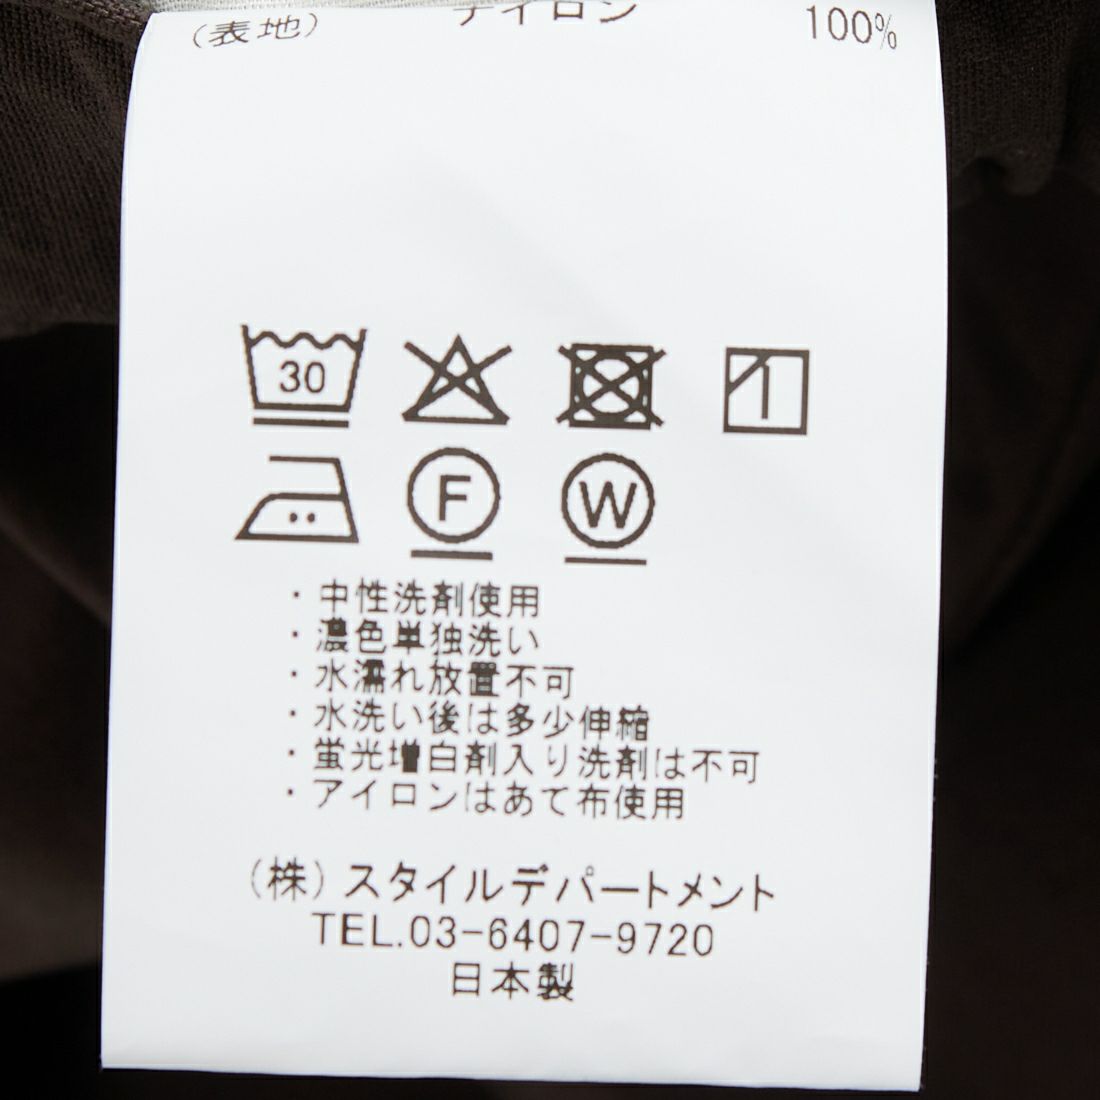 (表地) ナイロン 100%
30
F W
・中性洗剤使用
・濃色単独洗い
・水濡れ放置不可
・水洗い後は多少伸縮
・蛍光増白剤入り洗剤は不可
・アイロンはあて布使用
(株)スタイルデパートメント
TEL.03-6407-9720
日本製